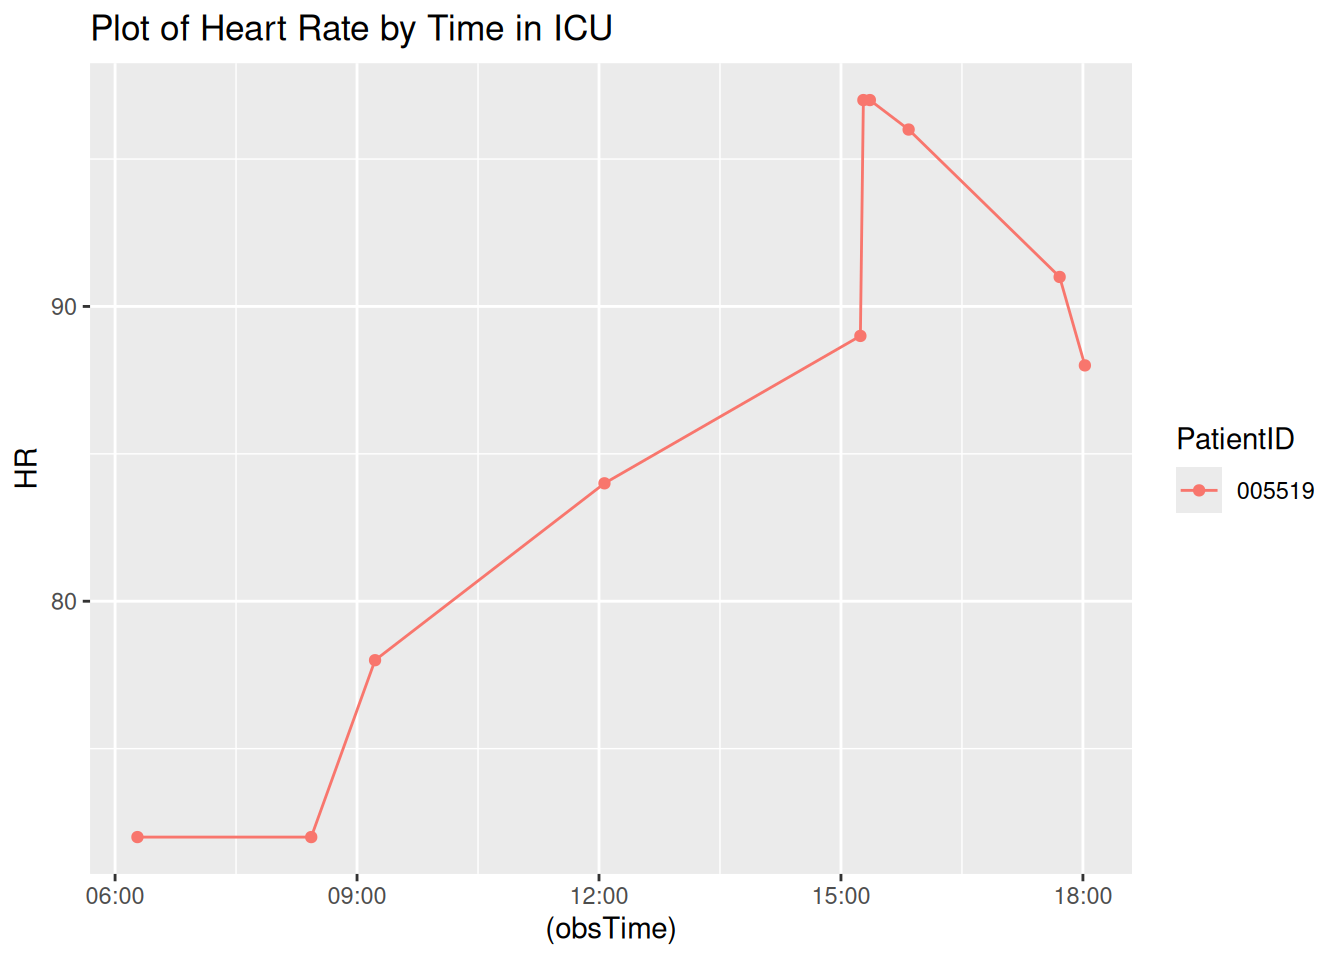 Plot of Heart Rate by Time in ICU
90
80
HR
06:00 09:00 12:00 15:00 18:00
(obsTime)
PatientID
005519